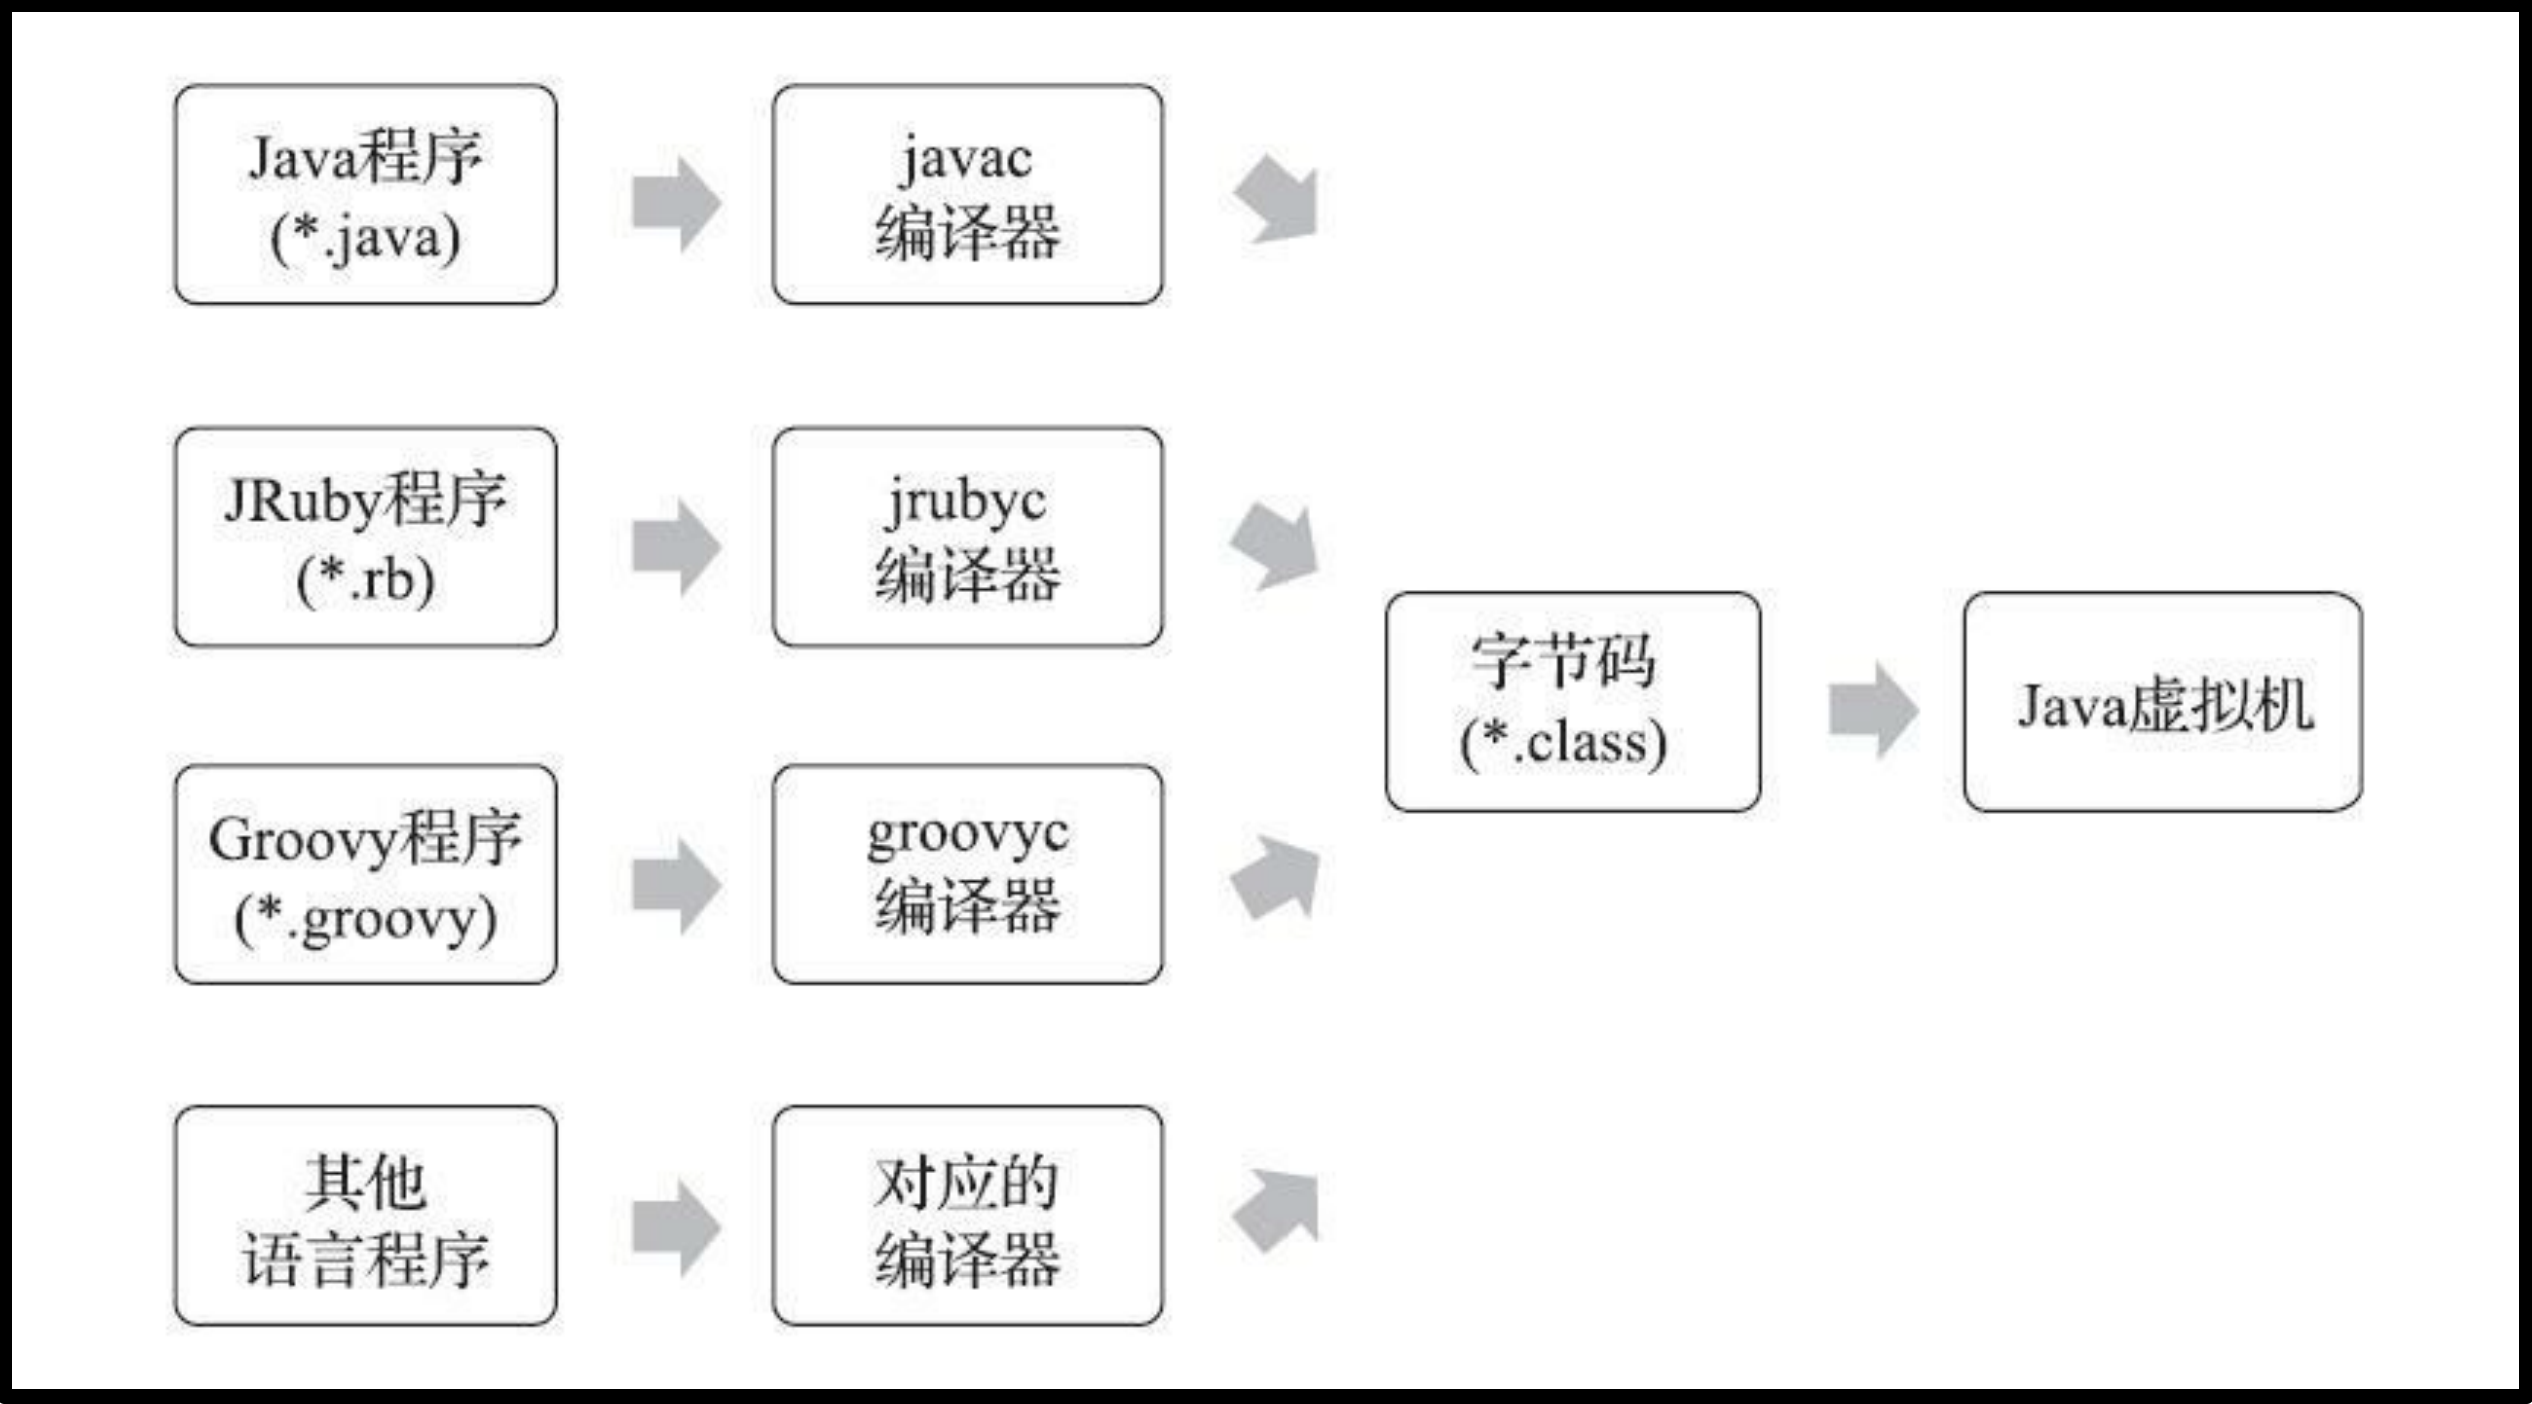 Java程序
(*.java)
javac
编译器
JRuby程序
(*.rb)
jrubyc
编译器
Groovy程序
(*.groovy)
groovyc
编译器
其他
语言程序
对应的
编译器
字节码
(*.class)
Java虚拟机